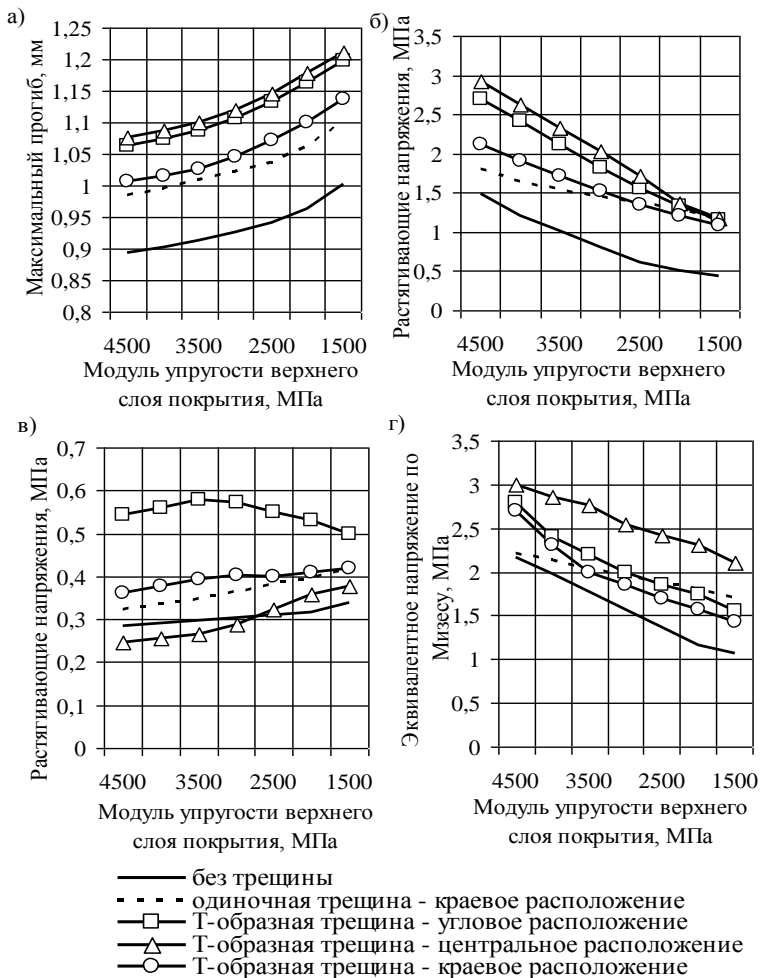 а)
Максимальный прогиб, мм
1,25
1,2
1,15
1,1
1,05
1
0,95
0,9
0,85
0,8
4500 3500 2500 1500
Модуль упругости верхнего
слоя покрытия, МПа
б)
Растягивающие напряжения, МПа
3,5
3
2,5
2
1,5
1
0,5
0
4500 3500 2500 1500
Модуль упругости верхнего
слоя покрытия, МПа
в)
Растягивающие напряжения, МПа
0,7
0,6
0,5
0,4
0,3
0,2
0,1
0
4500 3500 2500 1500
Модуль упругости верхнего
слоя покрытия, МПа
г)
Эквивалентное напряжение по
Мизесу, МПа
3,5
3
2,5
2
1,5
1
0,5
0
4500 3500 2500 1500
Модуль упругости верхнего
слоя покрытия, МПа
без трещины
одиночная трещина - краевое расположение
Т-образная трещина - угловое расположение
Т-образная трещина - центральное расположение
Т-образная трещина - краевое расположение